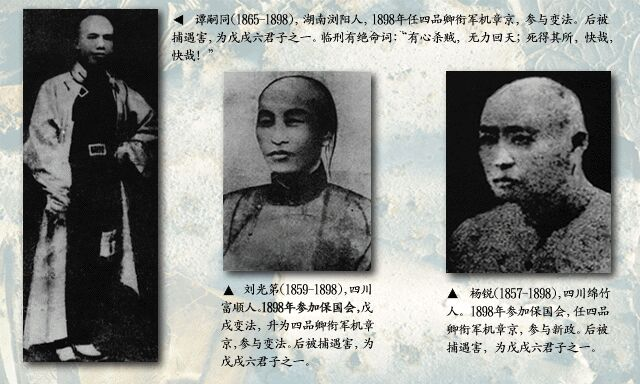 ◀ 谭嗣同(1865-1898)，湖南浏阳人，1898年任四品卿衔军机章京，参与变法。后被
捕遇害，为戊戌六君子之一。临刑有绝命词：“有心杀贼，无力回天；死得其所，快哉，
快哉！”
▲ 刘光第(1859-1898)，四川
富顺人。1898年参加保国会，戊
戌变法，升为四品卿衔军机章
京，参与变法。后被捕遇害，为
戊戌六君子之一。
▲ 杨锐(1857-1898)，四川绵竹
人。1898年参加保国会，任四品
卿衔军机章京，参与新政。后被
捕遇害，为戊戌六君子之一。